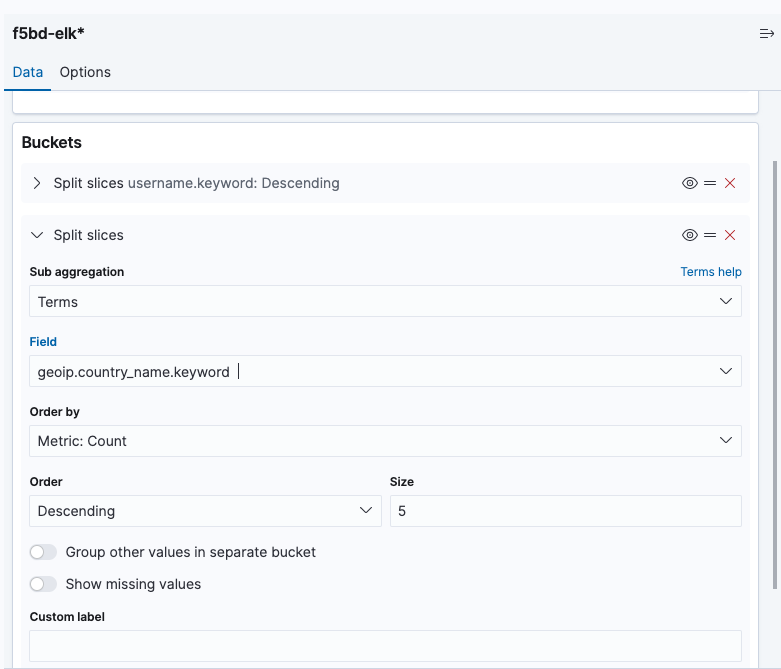 f5bd-elk*
Data Options
Buckets
Split slices username.keyword: Descending
Split slices
Sub aggregation Terms help
Terms
Field
geoip.country_name.keyword
Order by
Metric: Count
Order Size
Descending 5
Group other values in separate bucket
Show missing values
Custom label